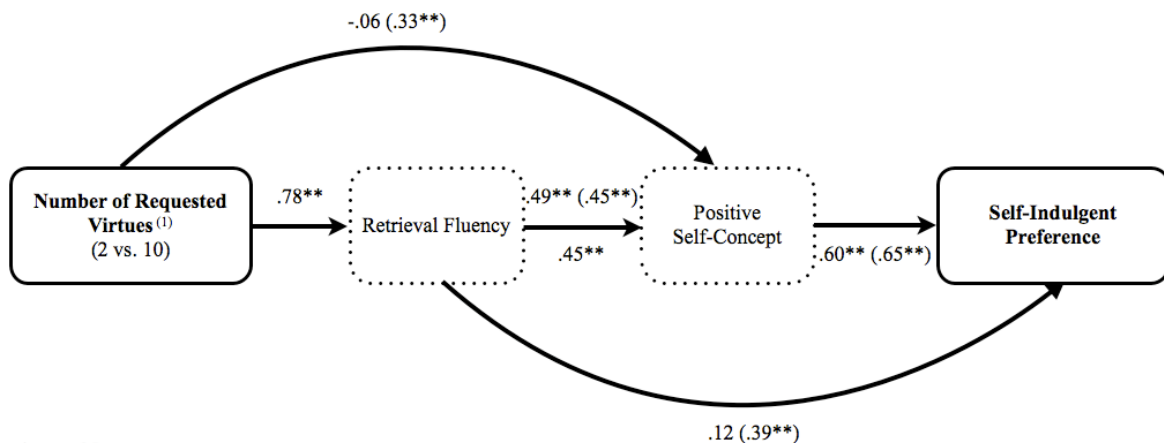 -.06 (.33**)
Number of Requested
Virtues (1)
(2 vs. 10)
.78**
Retrieval Fluency
.49** (.45**)
.45**
Positive
Self-Concept
.60** (.65**)
Self-Indulgent
Preference
.12 (.39**)